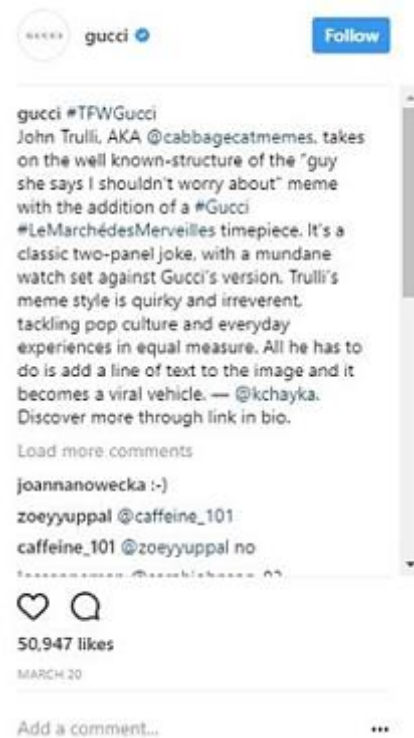 GUCCI
gucci
Follow
gucci #TFWGucci
John Trulli, AKA @cabbagecatmemes, takes
on the well known-structure of the "guy
she says I shouldn't worry about" meme
with the addition of a #Gucci
#LeMarchédesMerveilles timepiece. It's a
classic two-panel joke, with a mundane
watch set against Gucci's version. Trulli's
meme style is quirky and irreverent,
tackling pop culture and everyday
experiences in equal measure. All he has to
do is add a line of text to the image and it
becomes a viral vehicle. — @kchayka.
Discover more through link in bio.
Load more comments
joannanowecka :-)
zoeyyuppal @caffeine_101
caffeine_101 @zoeyyuppal no
50,947 likes
MARCH 20
Add a comment...